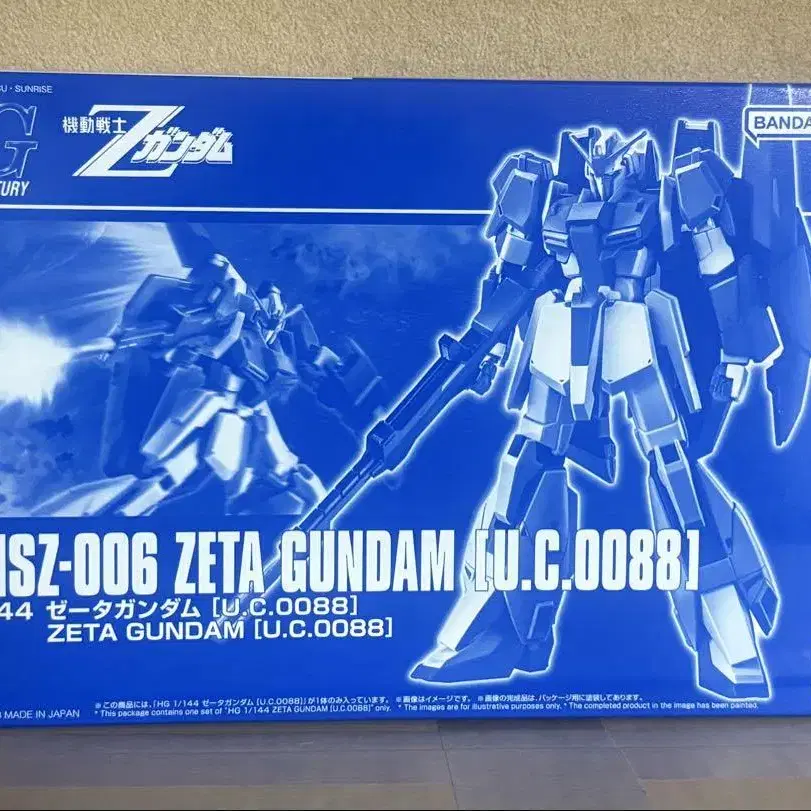 SU・SUNRISE
G
TURY
機動戦士
Zガンダム
BANDA
MSZ-006 ZETA GUNDAM [U.C.0088]
44 ゼータガンダム [U.C.0088]
ZETA GUNDAM [U.C.0088]
※この商品には、「HG 1/144 ゼータガンダム [U.C.0088]」が1体のみ入っています。 ※画像はイメージです。 ※画像の完成品は、パッケージ用に塗装してあります。
* This package contains one set of "HG 1/144 ZETA GUNDAM [U.C.0088]" only. * The images are for illustrative purposes only. * The completed product in the image has been painted.
MADE IN JAPAN